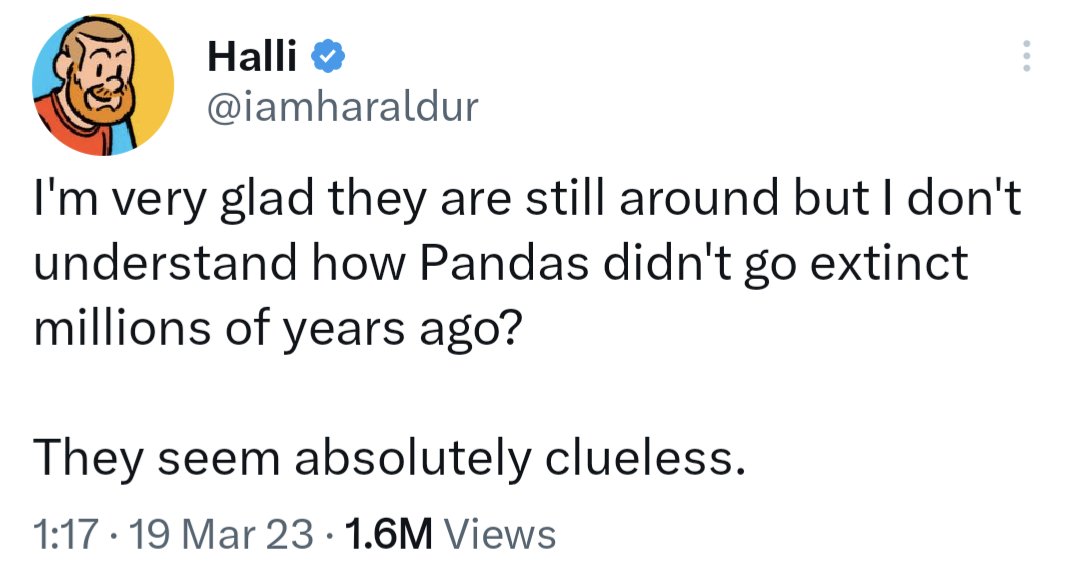 Halli
@iamharaldur
I'm very glad they are still around but I don't
understand how Pandas didn't go extinct
millions of years ago?
They seem absolutely clueless.
1:17 · 19 Mar 23 · 1.6M Views